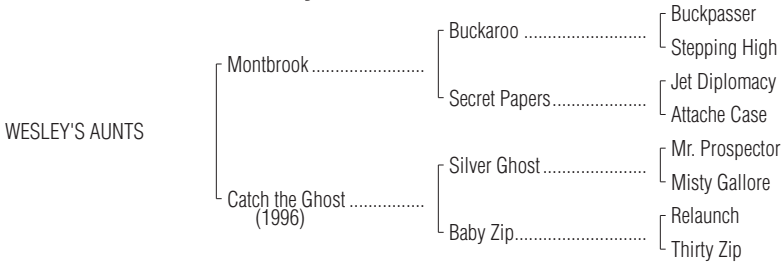 Buckpasser
Buckaroo ..............................
Stepping High
Montbrook ...........................
Jet Diplomacy
Secret Papers .......................
Attache Case
WESLEY'S AUNTS
Mr. Prospector
Silver Ghost ..........................
Misty Gallore
Catch the Ghost ..................
(1996)
Relaunch
Baby Zip ................................
Thirty Zip